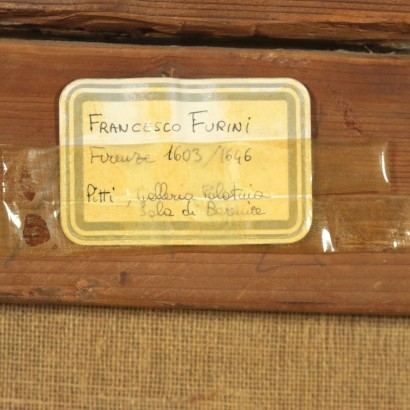 FRANCESCO FURINI
Firenze 1603/1646
Pitti, Galleria Palatina
Sala di Berenice